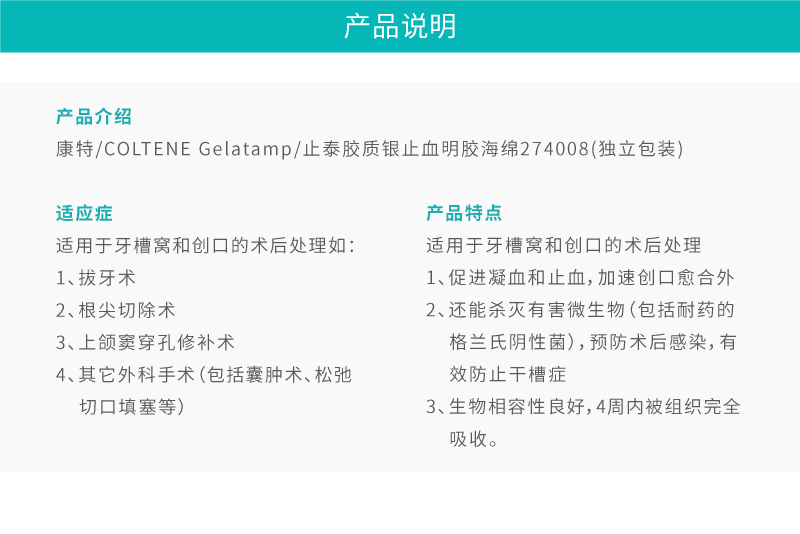 产品说明
产品介绍
康特/COLTENE Gelatamp/止泰胶质银止血明胶海绵274008(独立包装)
适应症
适用于牙槽窝和创口的术后处理如：
1、拔牙术
2、根尖切除术
3、上颌窦穿孔修补术
4、其它外科手术（包括囊肿术、松弛
切口填塞等）
产品特点
适用于牙槽窝和创口的术后处理
1、促进凝血和止血，加速创口愈合外
2、还能杀灭有害微生物（包括耐药的
格兰氏阴性菌），预防术后感染，有
效防止干槽症
3、生物相容性良好，4周内被组织完全
吸收。